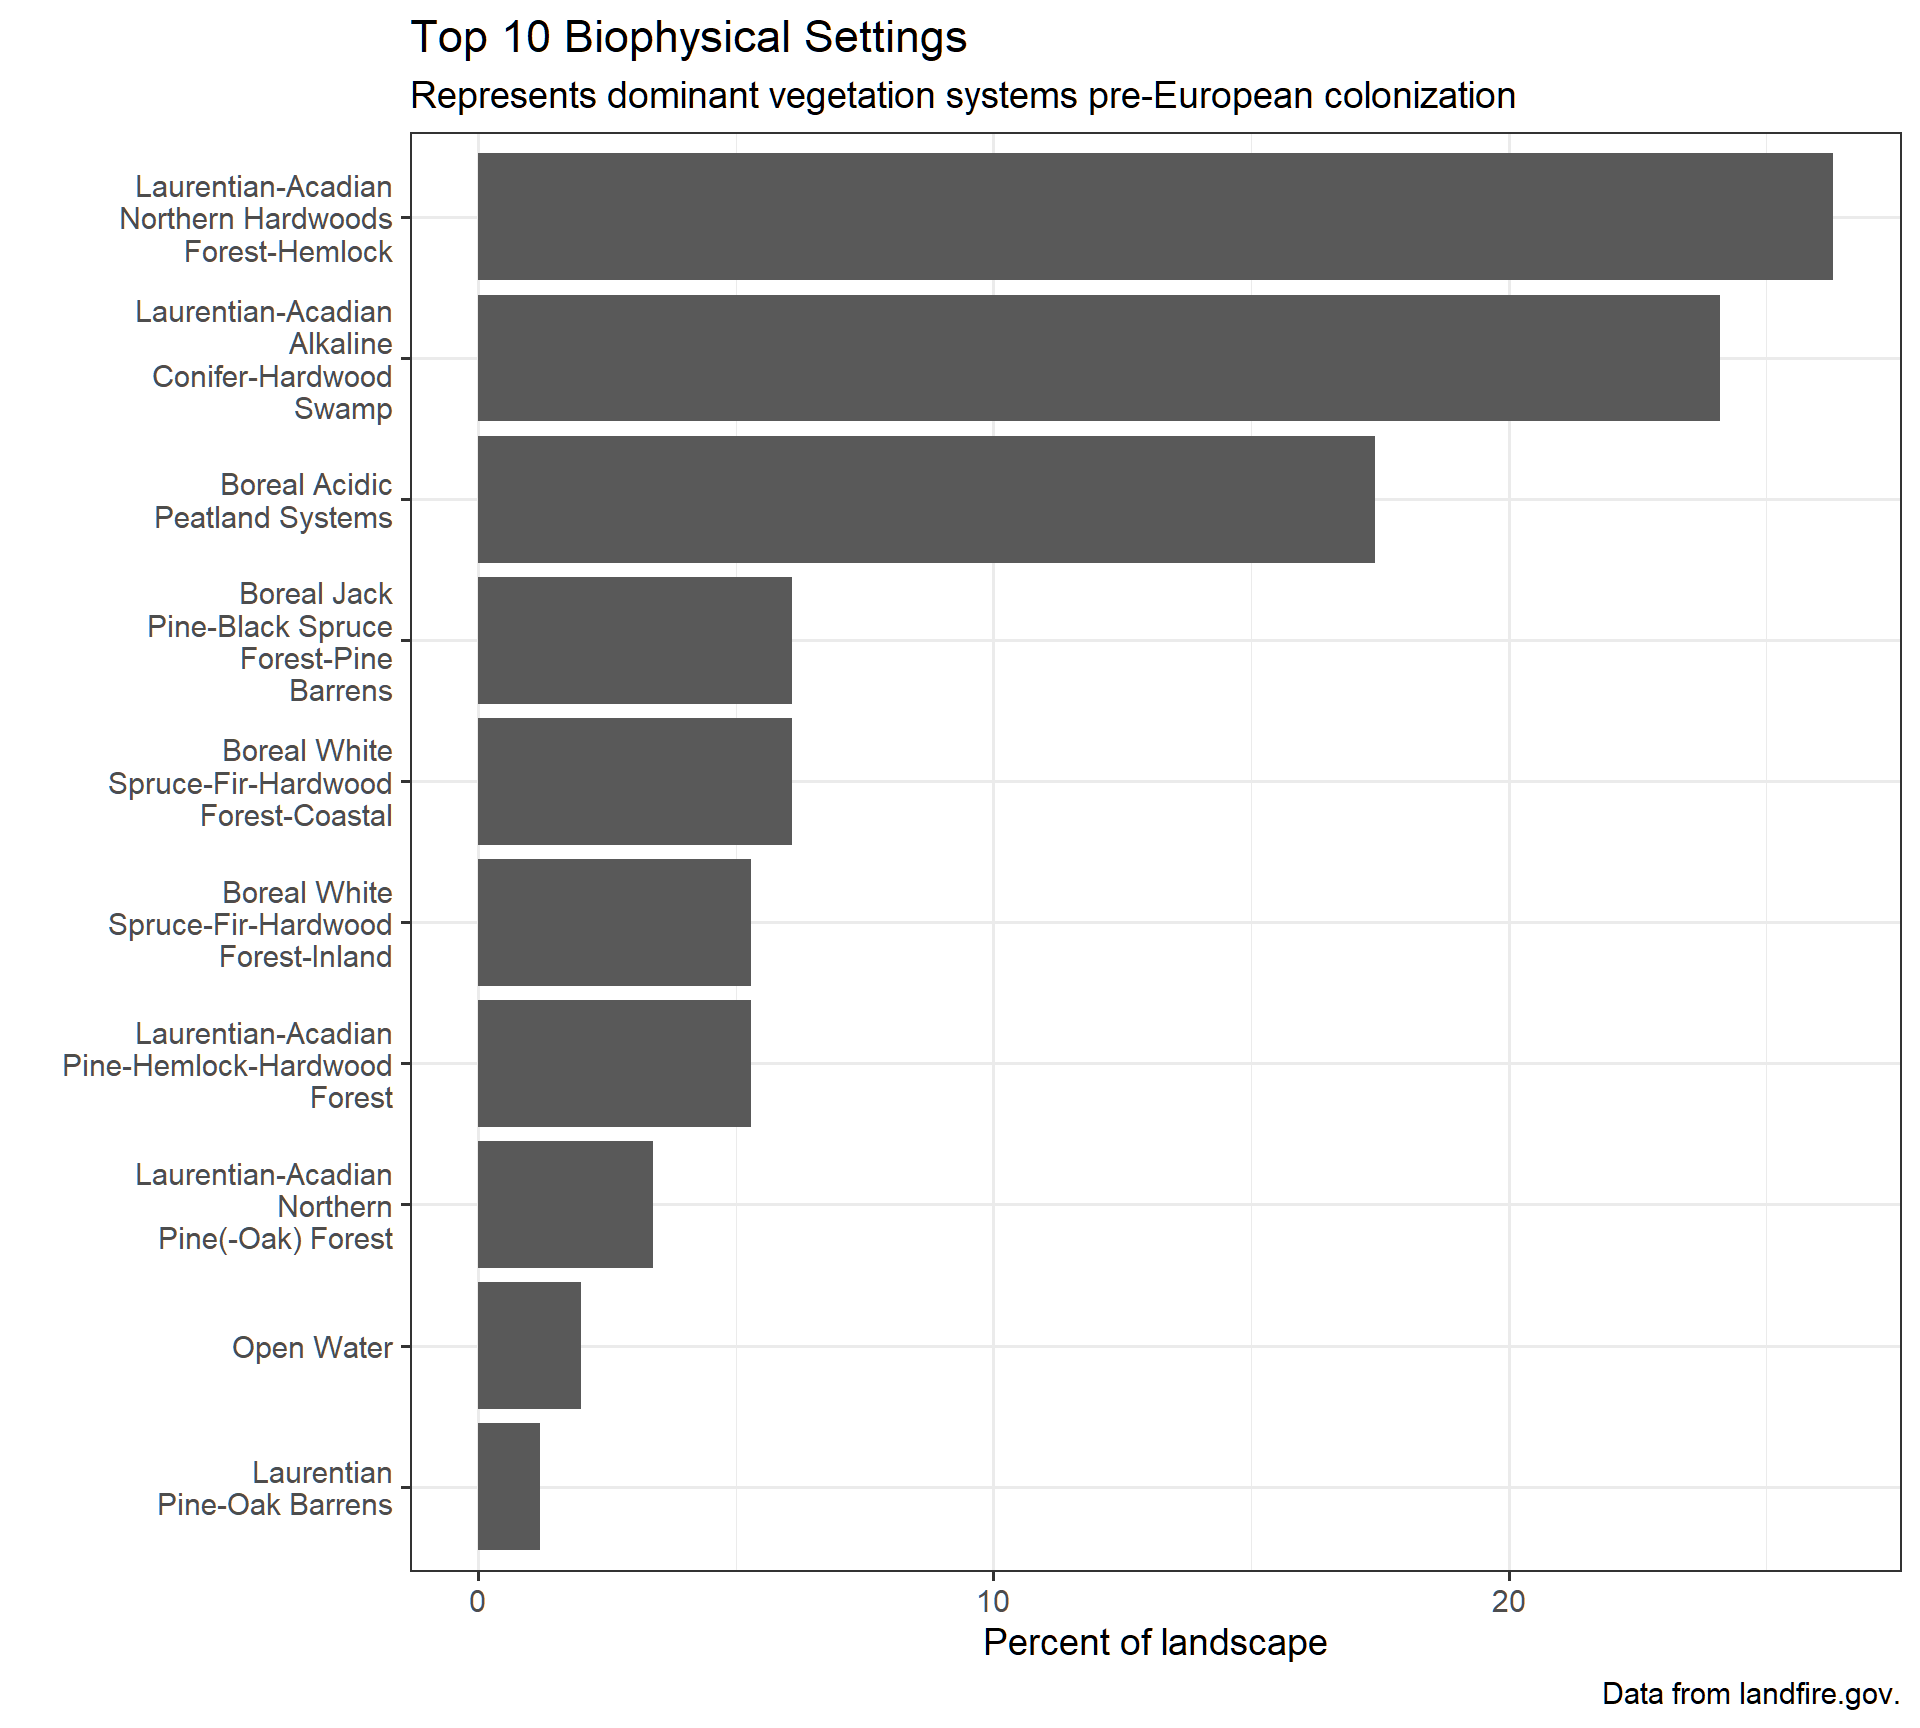 Top 10 Biophysical Settings
Represents dominant vegetation systems pre-European colonization
Laurentian-Acadian
Northern Hardwoods
Forest-Hemlock
Laurentian-Acadian
Alkaline
Conifer-Hardwood
Swamp
Boreal Acidic
Peatland Systems
Boreal Jack
Pine-Black Spruce
Forest-Pine
Barrens
Boreal White
Spruce-Fir-Hardwood
Forest-Coastal
Boreal White
Spruce-Fir-Hardwood
Forest-Inland
Laurentian-Acadian
Pine-Hemlock-Hardwood
Forest
Laurentian-Acadian
Northern
Pine(-Oak) Forest
Open Water
Laurentian
Pine-Oak Barrens
0 10 20
Percent of landscape
Data from landfire.gov.